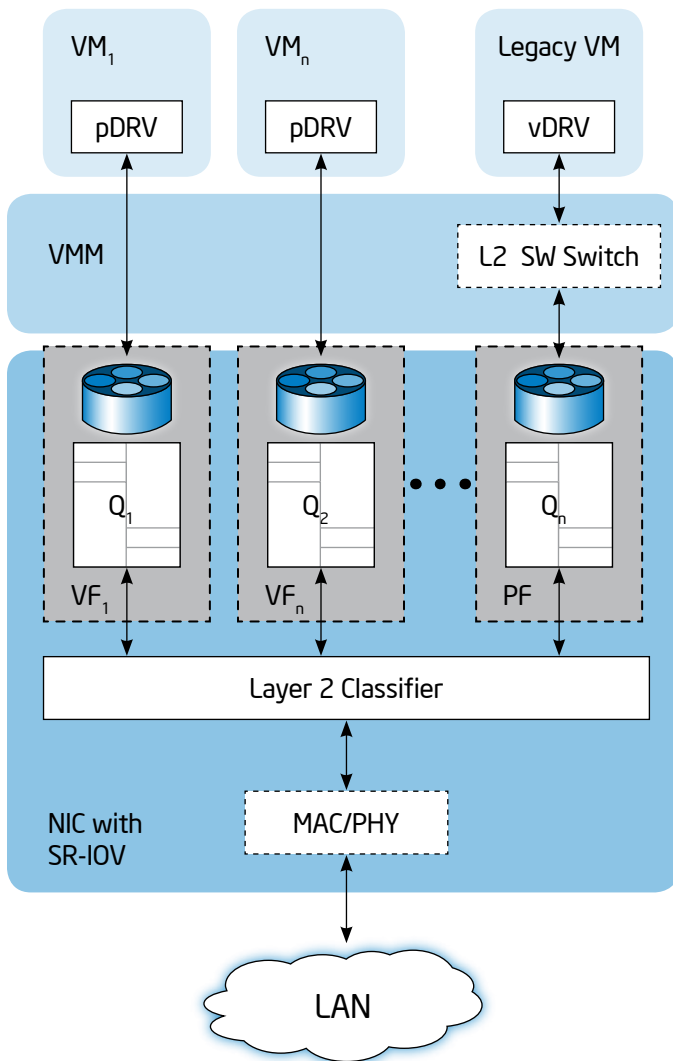 VM₁
VMₙ
Legacy VM
pDRV
pDRV
vDRV
VMM
L2 SW Switch
Q₁
Q₂
Qₙ
VF₁
VFₙ
PF
Layer 2 Classifier
MAC/PHY
NIC with
SR-IOV
LAN